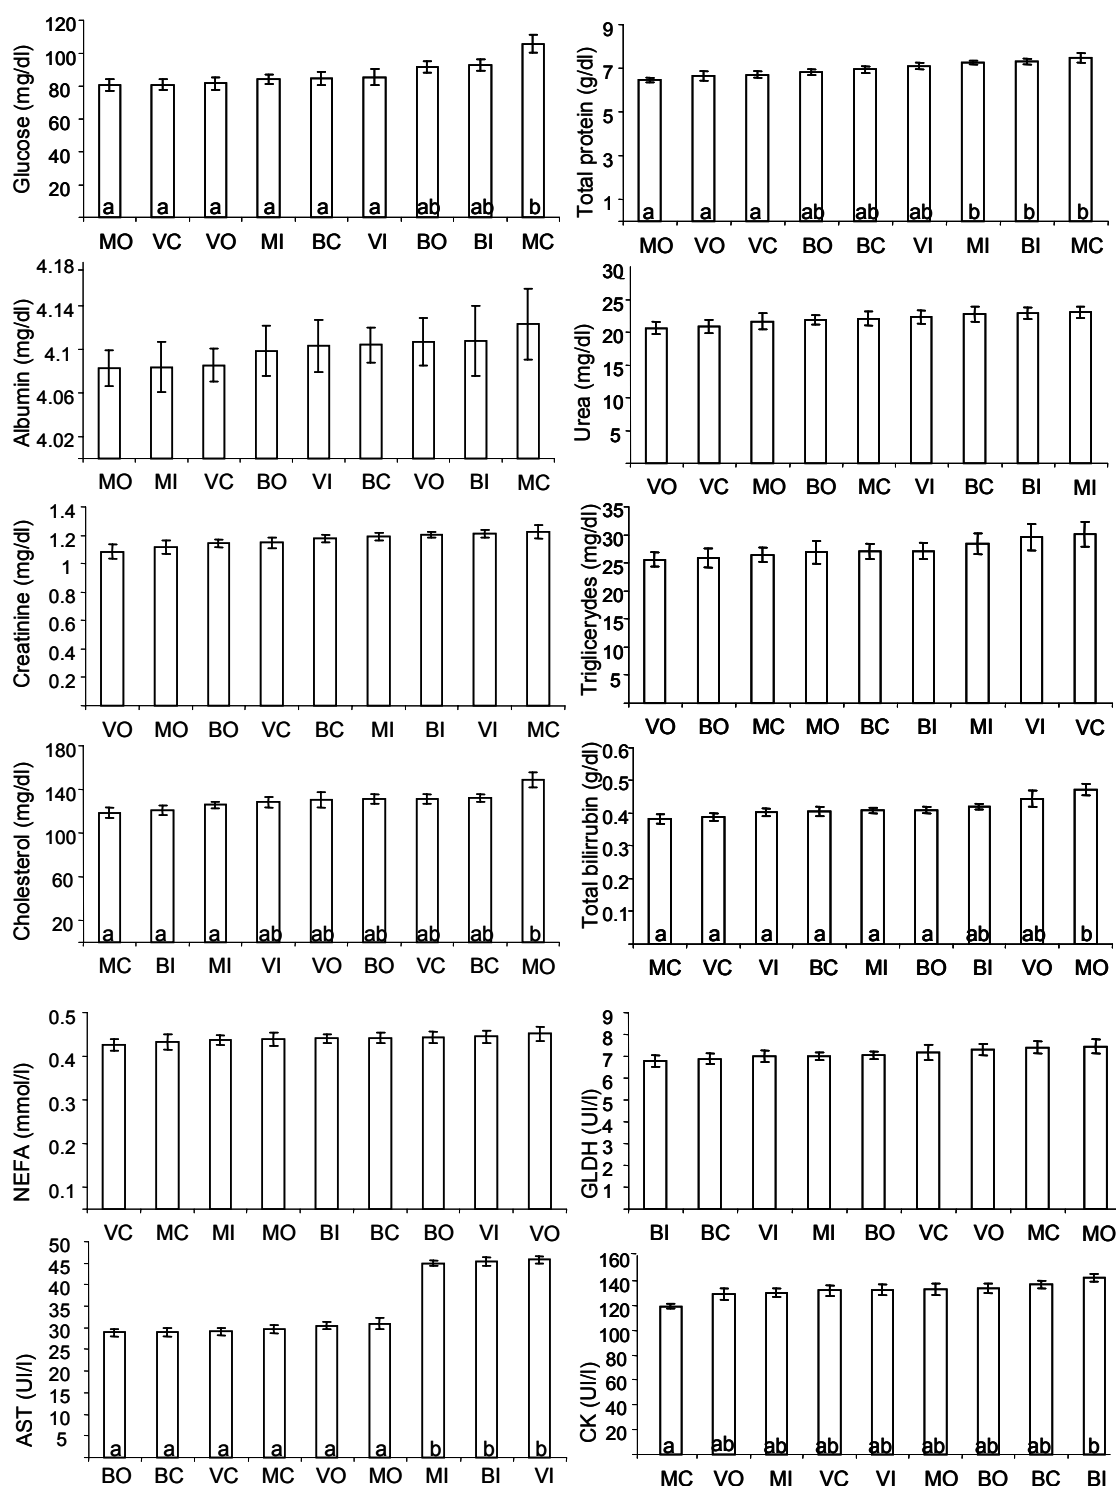 Glucose (mg/dl)
120
100
80
60
40
20
a a a a a a ab ab b
MO VC VO MI BC VI BO BI MC
Total protein (g/dl)
9
7
5
3
1
a a a ab ab ab b b b
MO VO VC BO BC VI MI BI MC
Albumin (mg/dl)
4.18
4.14
4.1
4.06
4.02
MO MI VC BO VI BC VO BI MC
Urea (mg/dl)
30
25
20
15
10
5
VO VC MO BO MC VI BC BI MI
Creatinine (mg/dl)
1.4
1.2
1
0.8
0.6
0.4
0.2
VO MO BO VC BC MI BI VI MC
Triglicerydes (mg/dl)
35
30
25
20
15
10
5
VO BO MC MO BC BI MI VI VC
Cholesterol (mg/dl)
180
140
100
60
20
a a a ab ab ab ab ab b
MC BI MI VI VO BO VC BC MO
Total bilirrubin (g/dl)
0.6
0.5
0.4
0.3
0.2
0.1
a a a a a a ab ab b
MC VC VI BC MI BO BI VO MO
NEFA (mmol/l)
0.5
0.4
0.3
0.2
0.1
VC MC MI MO BI BC BO VI VO
GLDH (UI/l)
9
8
7
6
5
4
3
2
1
BI BC VI MI BO VC VO MC MO
AST (UI/l)
50
45
35
30
25
20
15
10
5
a a a a a a b b b
BO BC VC MC VO MO MI BI VI
CK (UI/l)
160
140
120
100
80
60
40
20
a ab ab ab ab ab ab ab b
MC VO MI VC VI MO BO BC BI